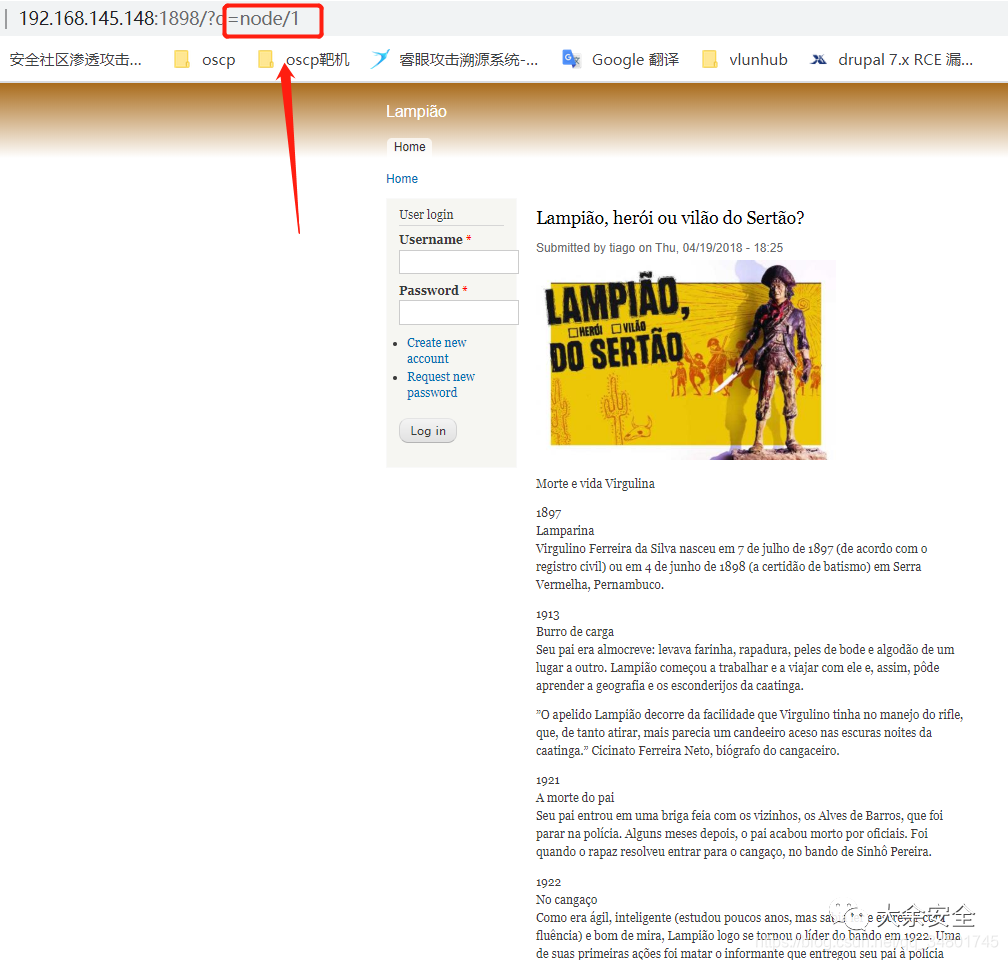 192.168.145.148:1898/?q=node/1
安全社区渗透攻击... oscp oscp靶机 睿眼攻击溯源系统-... Google 翻译 vlunhub drupal 7.x RCE 漏...
Lampião
Home
Home
User login
Username *
Password *
Create new
account
Request new
password
Log in
Lampião, herói ou vilão do Sertão?
Submitted by tiago on Thu, 04/19/2018 - 18:25
LAMPIÃO,
HERÓI VILÃO
DO SERTÃO
Morte e vida Virgulina
1897
Lamparina
Virgulino Ferreira da Silva nasceu em 7 de julho de 1897 (de acordo com o
registro civil) ou em 4 de junho de 1898 (a certidão de batismo) em Serra
Vermelha, Pernambuco.
1913
Burro de carga
Seu pai era almocreve: levava farinha, rapadura, peles de bode e algodão de um
lugar a outro. Lampião começou a trabalhar e a viajar com ele e, assim, pôde
aprender a geografia e os esconderijos da caatinga.
”O apelido Lampião decorre da facilidade que Virgulino tinha no manejo do rifle,
que, de tanto atirar, mais parecia um candeeiro aceso nas escuras noites da
caatinga.” Cicinato Ferreira Neto, biógrafo do cangaceiro.
1921
A morte do pai
Seu pai entrou em uma briga feia com os vizinhos, os Alves de Barros, que foi
parar na polícia. Alguns meses depois, o pai acabou morto por oficiais. Foi
quando o rapaz resolveu entrar para o cangaço, no bando de Sinhô Pereira.
1922
No cangaço
Como era ágil, inteligente (estudou poucos anos, mas e com
fluência) e bom de mira, Lampião logo se tornou o líder do bando em 1922. Uma
de suas primeiras ações foi matar o informante que entregou seu pai à polícia
大余安全